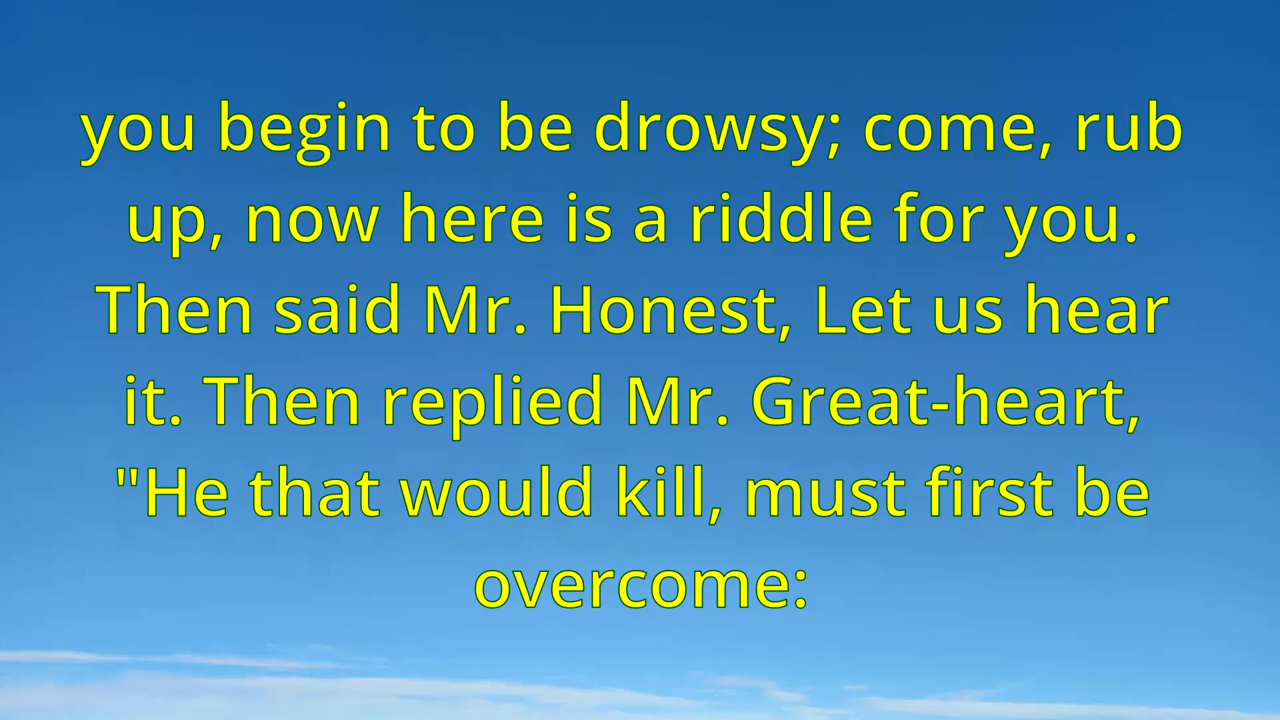 you begin to be drowsy; come, rub
up, now here is a riddle for you.
Then said Mr. Honest, Let us hear
it. Then replied Mr. Great-heart,
"He that would kill, must first be
overcome: